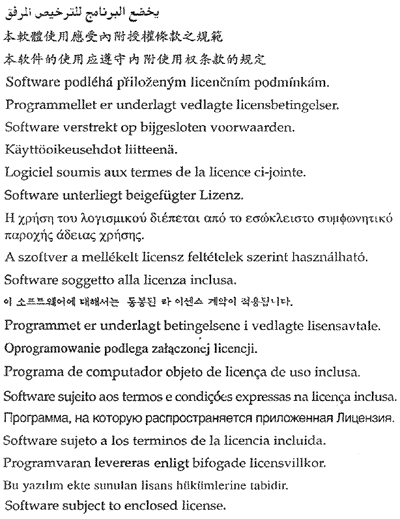 يخضع البرنامج للترخيص المرفق
本軟體使用應受內附授權條款之規範
本软件的使用应遵守内附使用权条款的规定
Software podléhá přiloženým licenčním podmínkám.
Programmellet er underlagt vedlagte licensbetingelser.
Software verstrekt op bijgesloten voorwaarden.
Käyttöoikeusehdot liitteenä.
Logiciel soumis aux termes de la licence ci-jointe.
Software unterliegt beigefügter Lizenz.
Η χρήση του λογισμικού διέπεται από το εσώκλειστο συμφωνητικό
παροχής άδειας χρήσης.
A szoftver a mellékelt licensz feltételek szerint használható.
Software soggetto alla licenza inclusa.
이 소프트웨어에 대해서는 동봉된 라이센스 계약이 적용됩니다.
Programmet er underlagt betingelsene i vedlagte lisensavtale.
Oprogramowanie podlega załączonej licencji.
Programa de computador objeto de licença de uso inclusa.
Software sujeito aos termos e condições expressas na licença inclusa.
Программа, на которую распространяется приложенная Лицензия.
Software sujeto a los terminos de la licencia incluida.
Programvaran levereras enligt bifogade licensvillkor.
Bu yazılım ekte sunulan lisans hükümlerine tabidir.
Software subject to enclosed license.